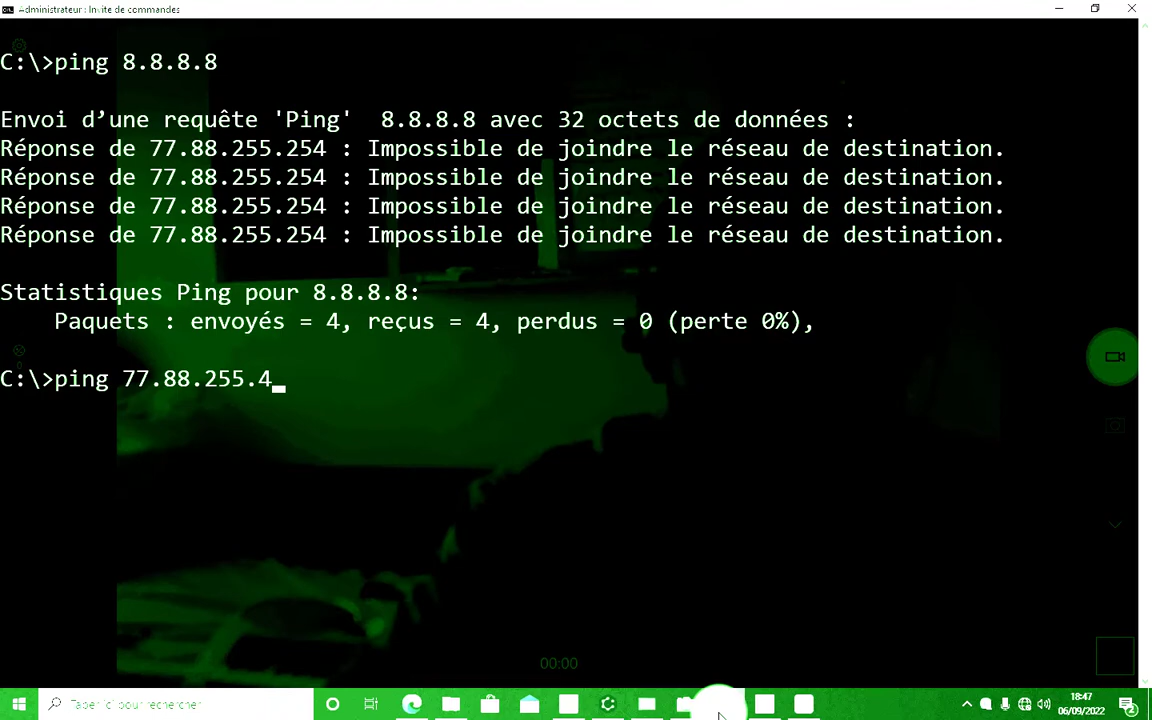 Administrateur : Invite de commandes
C:\>ping 8.8.8.8
Envoi d’une requête 'Ping'  8.8.8.8 avec 32 octets de données :
Réponse de 77.88.255.254 : Impossible de joindre le réseau de destination.
Réponse de 77.88.255.254 : Impossible de joindre le réseau de destination.
Réponse de 77.88.255.254 : Impossible de joindre le réseau de destination.
Réponse de 77.88.255.254 : Impossible de joindre le réseau de destination.
Statistiques Ping pour 8.8.8.8:
    Paquets : envoyés = 4, reçus = 4, perdus = 0 (perte 0%),
C:\>ping 77.88.255.4
00:00
Taper ici pour rechercher
18:47
06/09/2022
2